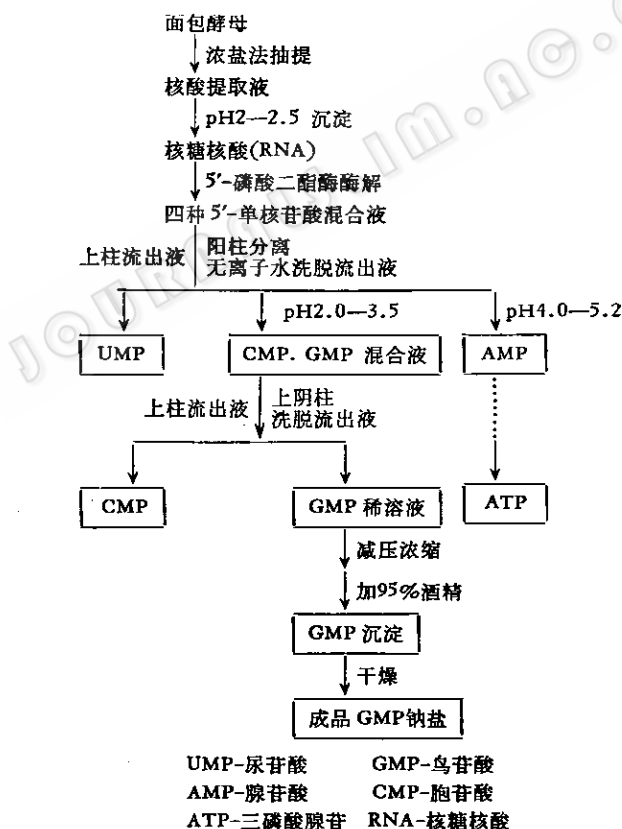 面包酵母
浓盐法抽提
核酸提取液
pH2—2.5 沉淀
核糖核酸(RNA)
5′-磷酸二酯酶酶解
四种 5′-单核苷酸混合液
上柱流出液
阳柱分离
无离子水洗脱流出液
pH2.0—3.5
pH4.0—5.2
UMP
CMP. GMP 混合液
AMP
上柱流出液
上阴柱
洗脱流出液
CMP
GMP 稀溶液
ATP
减压浓缩
加95%酒精
GMP 沉淀
干燥
成品 GMP钠盐
UMP-尿苷酸 GMP-鸟苷酸
AMP-腺苷酸 CMP-胞苷酸
ATP-三磷酸腺苷 RNA-核糖核酸